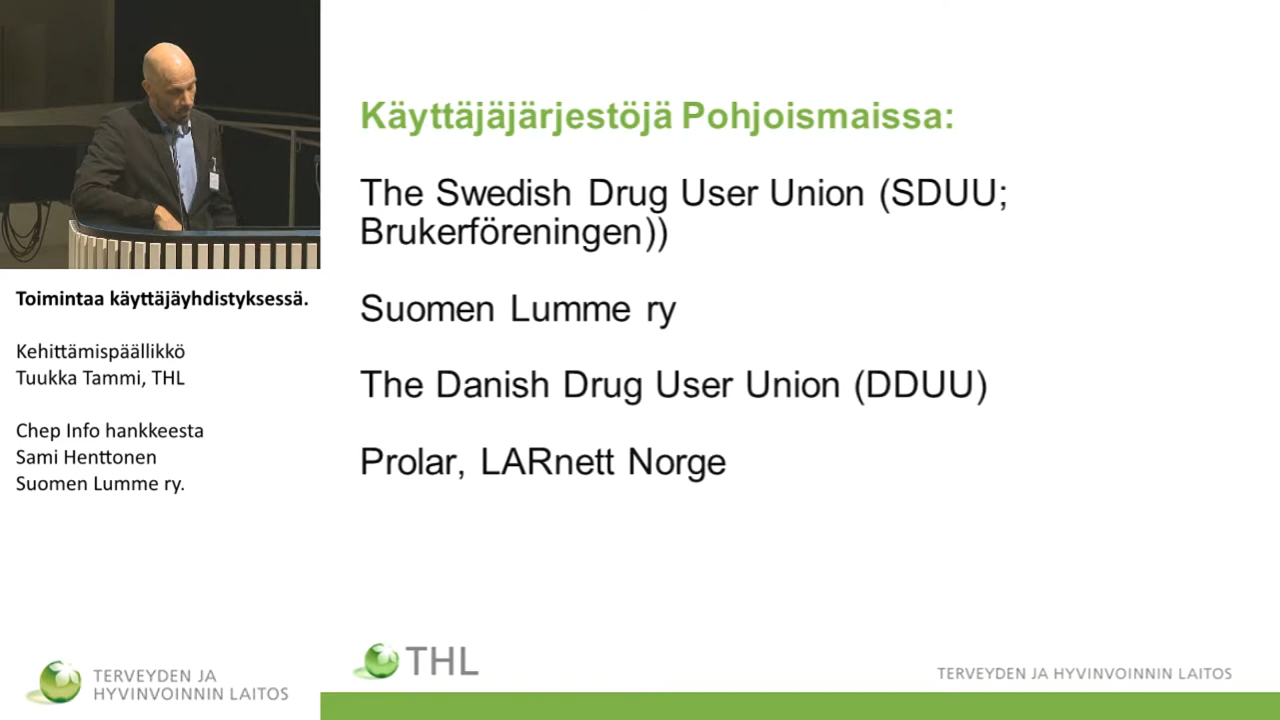 Käyttäjäjärjestöjä Pohjoismaissa:
The Swedish Drug User Union (SDUU;
Brukerföreningen))
Suomen Lumme ry
The Danish Drug User Union (DDUU)
Prolar, LARnett Norge
Toimintaa käyttäjäyhdistyksessä.
Kehittämispäällikkö
Tuukka Tammi, THL
Chep Info hankkeesta
Sami Henttonen
Suomen Lumme ry.
TERVEYDEN JA
HYVINVOINNIN LAITOS
THL
TERVEYDEN JA HYVINVOINNIN LAITOS